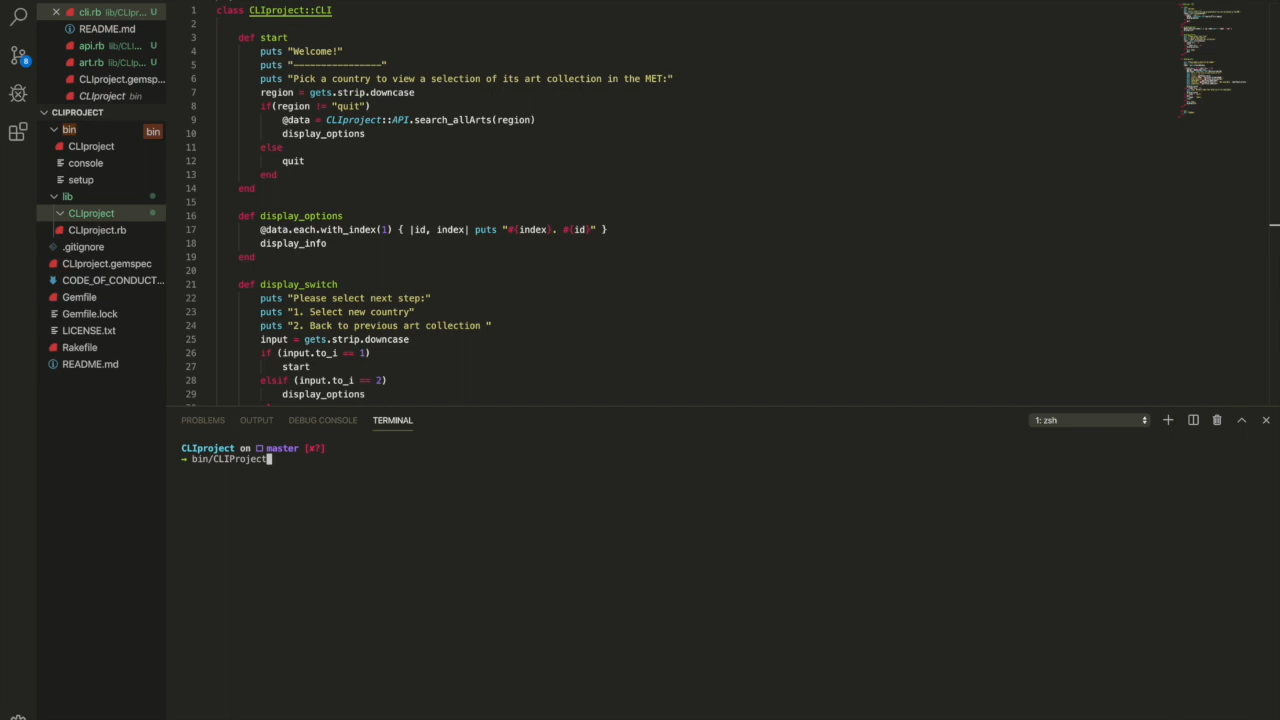 cli.rb lib/CLIpr... U
README.md
api.rb lib/CLI... U
art.rb lib/CLIp... U
CLIproject.gemsp...
CLIproject bin
8
CLIPROJECT
bin
bin
CLIproject
console
setup
lib
CLIproject
CLIproject.rb
.gitignore
CLIproject.gemspec
CODE_OF_CONDUCT...
Gemfile
Gemfile.lock
LICENSE.txt
Rakefile
README.md
1 class CLIproject::CLI
2
3 def start
4 puts "Welcome!"
5 puts "----------------"
6 puts "Pick a country to view a selection of its art collection in the MET:"
7 region = gets.strip.downcase
8 if(region != "quit")
9 @data = CLIproject::API.search_allArts(region)
10 display_options
11 else
12 quit
13 end
14 end
15
16 def display_options
17 @data.each.with_index(1) { |id, index| puts "#{index}. #{id}" }
18 display_info
19 end
20
21 def display_switch
22 puts "Please select next step:"
23 puts "1. Select new country"
24 puts "2. Back to previous art collection "
25 input = gets.strip.downcase
26 if (input.to_i == 1)
27 start
28 elsif (input.to_i == 2)
29 display_options
PROBLEMS OUTPUT DEBUG CONSOLE TERMINAL 1: zsh
CLIproject on master [✘?]
→ bin/CLIProject